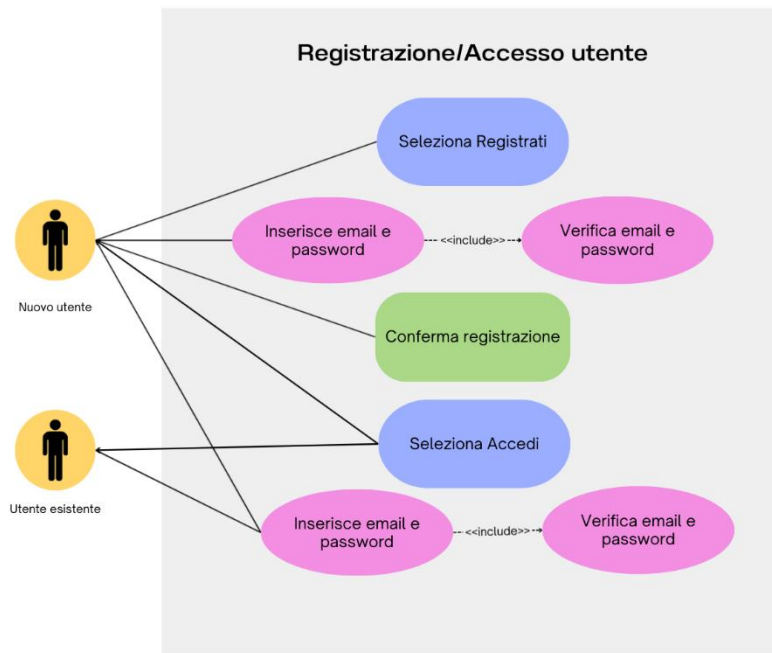 Registrazione/Accesso utente
Seleziona Registrati
Inserisce email e
password
<<include>>
Verifica email e
password
Nuovo utente
Conferma registrazione
Seleziona Accedi
Utente esistente
Inserisce email e
password
<<include>>
Verifica email e
password